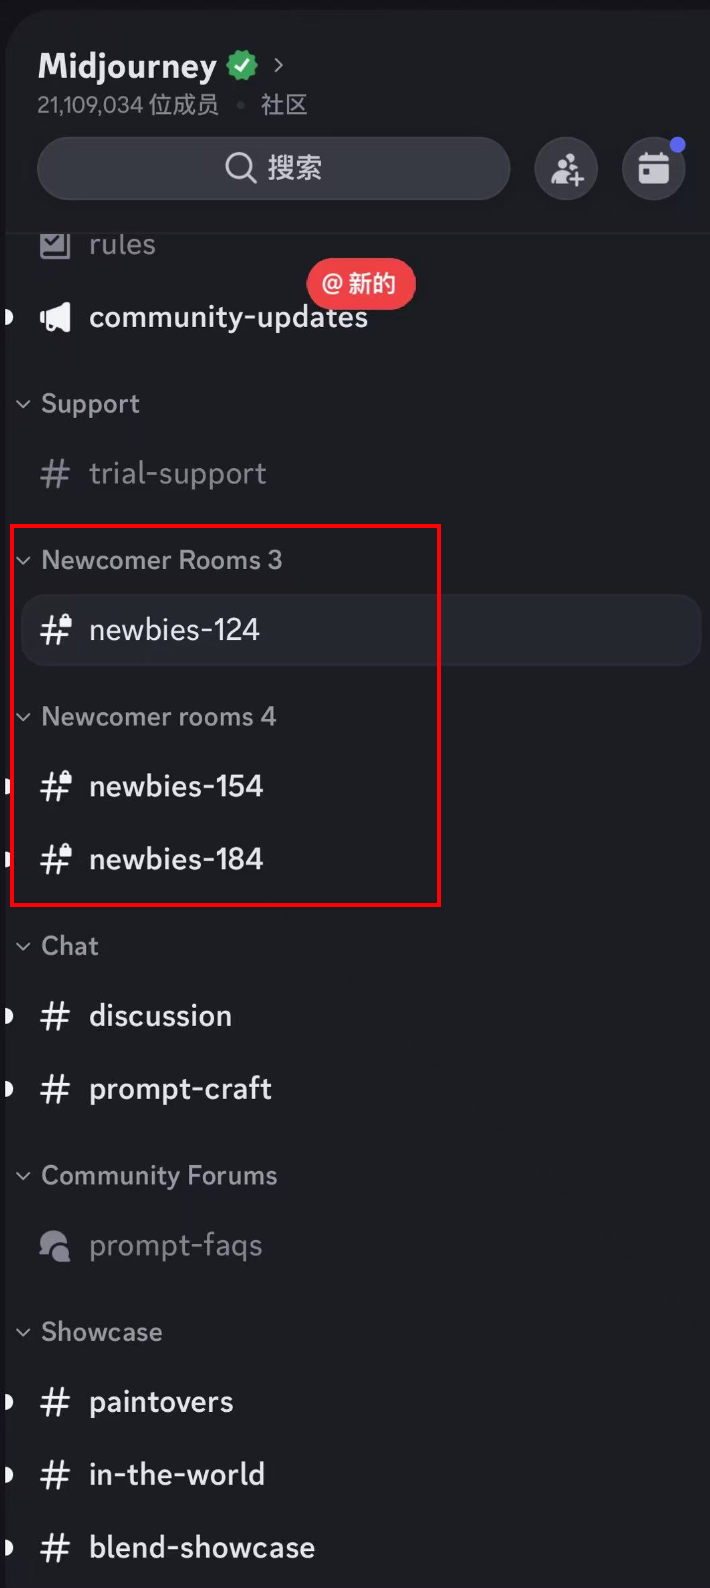 Midjourney
21,109,034 位成员 • 社区
搜索
rules
@ 新的
community-updates
Support
trial-support
Newcomer Rooms 3
newbies-124
Newcomer rooms 4
newbies-154
newbies-184
Chat
discussion
prompt-craft
Community Forums
prompt-faqs
Showcase
paintovers
in-the-world
blend-showcase